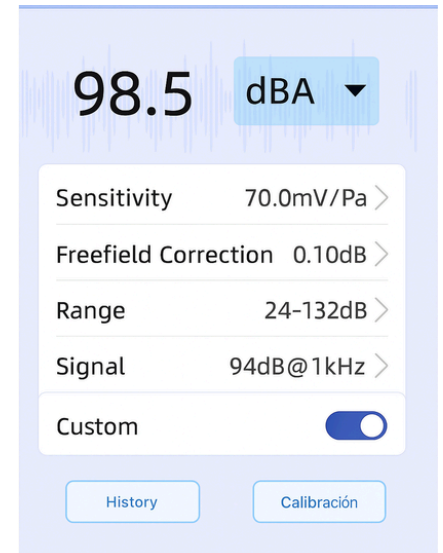 98.5 dBA
Sensitivity 70.0mV/Pa
Freefield Correction 0.10dB
Range 24-132dB
Signal 94dB@1kHz
Custom
History Calibración